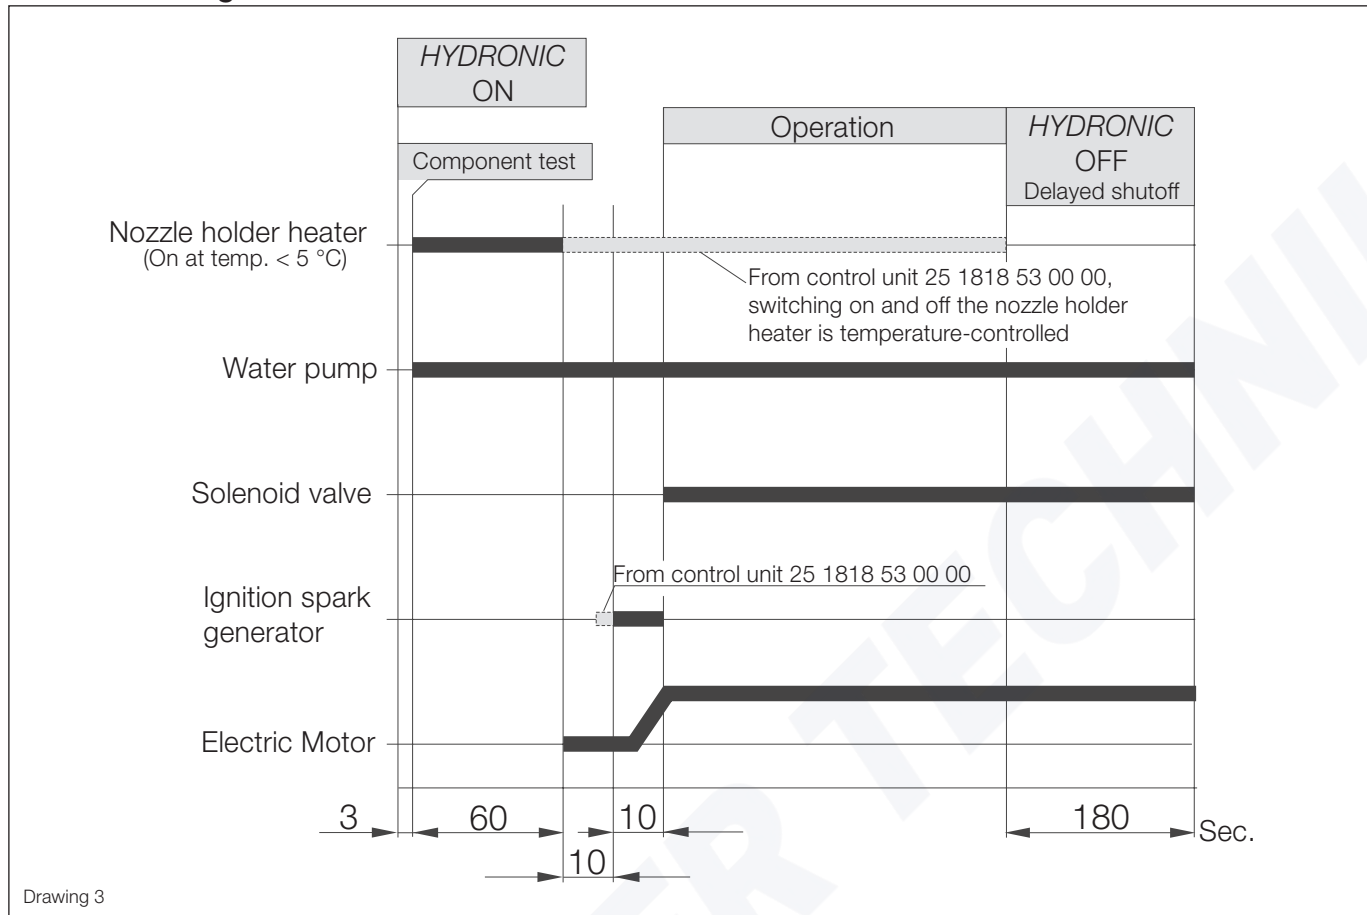 HYDRONIC
ON
Operation
HYDRONIC
OFF
Delayed shutoff
Component test
Nozzle holder heater
(On at temp. < 5 °C)
From control unit 25 1818 53 00 00,
switching on and off the nozzle holder
heater is temperature-controlled
Water pump
Solenoid valve
From control unit 25 1818 53 00 00
Ignition spark
generator
Electric Motor
3 60 10 180 Sec.
10
Drawing 3